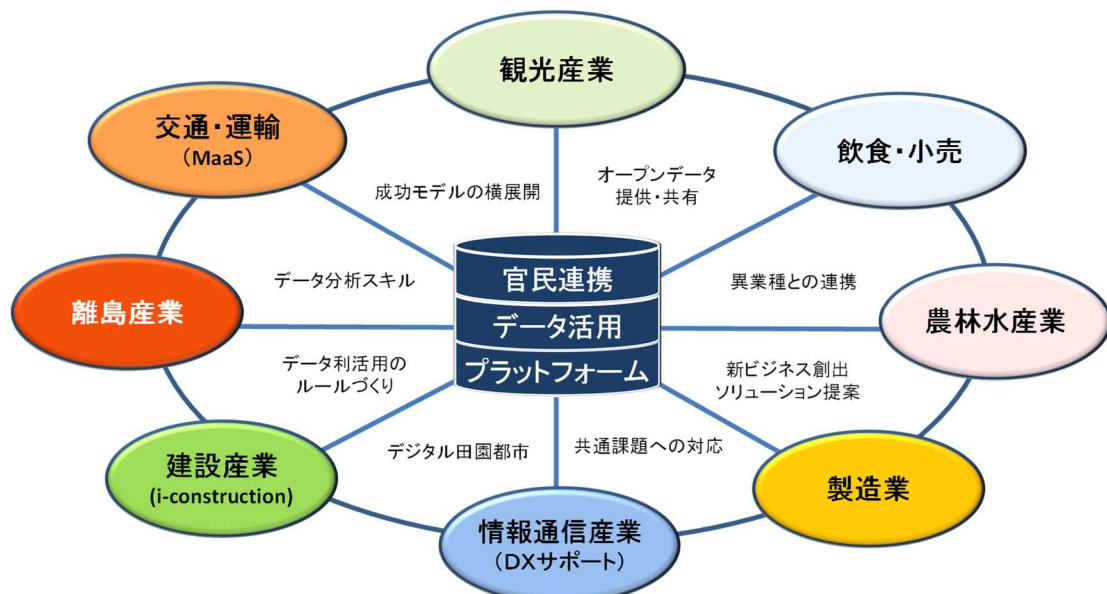 観光産業
交通・運輸
（MaaS）
飲食・小売
成功モデルの横展開
オープンデータ
提供・共有
官民連携
データ活用
プラットフォーム
データ分析スキル
異業種との連携
離島産業
農林水産業
データ利活用の
ルールづくり
新ビジネス創出
ソリューション提案
デジタル田園都市
共通課題への対応
建設産業
(i-construction)
製造業
情報通信産業
（DXサポート）